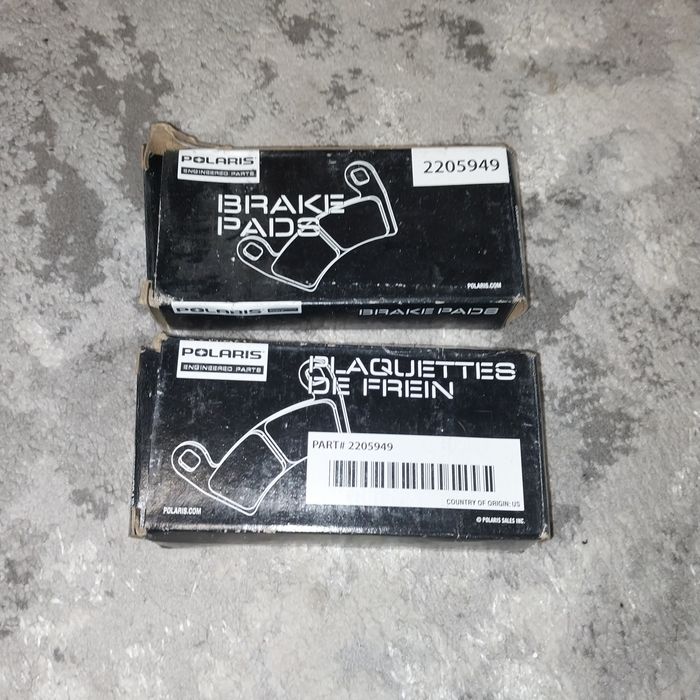 POLARIS
ENGINEERED PARTS
2205949
BRAKE
PADS
POLARIS.COM
POLARIS
BRAKE PADS
POLARIS
ENGINEERED PARTS
PLAQUETTES
DE FREIN
PART# 2205949
COUNTRY OF ORIGIN: US
POLARIS.COM
© POLARIS SALES INC.